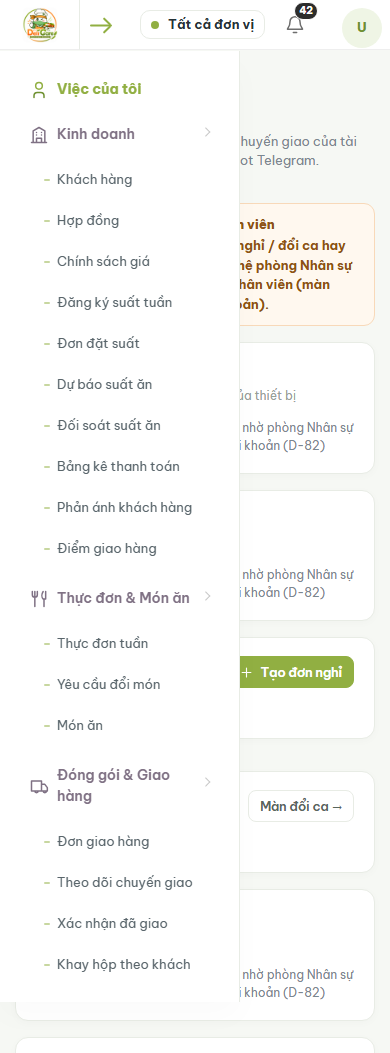 Tất cả đơn vị
42
U
Việc của tôi
Kinh doanh
Khách hàng
Hợp đồng
Chính sách giá
Đăng ký suất tuần
Đơn đặt suất
Dự báo suất ăn
Đối soát suất ăn
Bảng kê thanh toán
Phản ánh khách hàng
Điểm giao hàng
Thực đơn & Món ăn
Thực đơn tuần
Yêu cầu đổi món
Món ăn
Đóng gói & Giao
hàng
Đơn giao hàng
Theo dõi chuyến giao
Xác nhận đã giao
Khay hộp theo khách
huyến giao của tài
ot Telegram.
n viên
nghỉ / đổi ca hay
hệ phòng Nhân sự
hân viên (màn
oản).
ủa thiết bị
nhờ phòng Nhân sự
i khoản (D-82)
nhờ phòng Nhân sự
i khoản (D-82)
+ Tạo đơn nghỉ
Màn đổi ca →
nhờ phòng Nhân sự
i khoản (D-82)